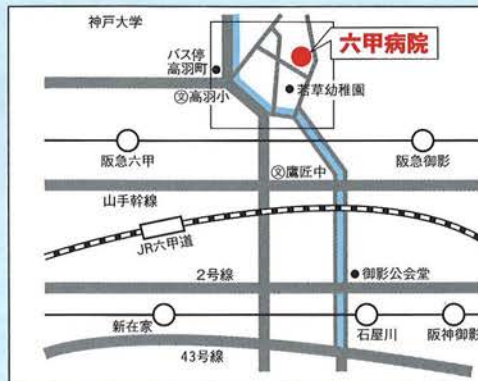 神戸大学
六甲病院
バス停
高羽町
㊫高羽小
若草幼稚園
阪急六甲
阪急御影
㊫鷹匠中
山手幹線
JR六甲道
御影公会堂
2号線
新在家
石屋川
阪神御影
43号線